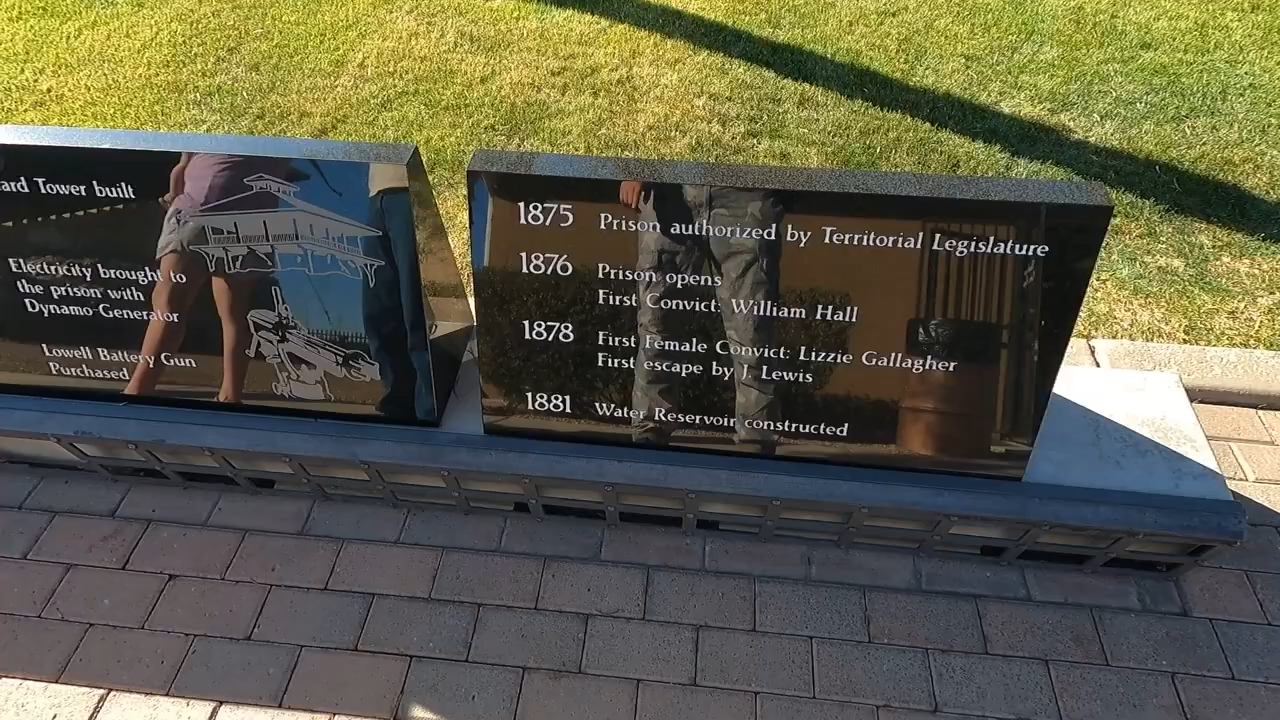 Tower built
Electricity brought to
the prison with
Dynamo-Generator
Lowell Battery Gun
Purchased
1875 Prison authorized by Territorial Legislature
1876 Prison opens
First Convict: William Hall
1878 First Female Convict: Lizzie Gallagher
First escape by J. Lewis
1881 Water Reservoir constructed